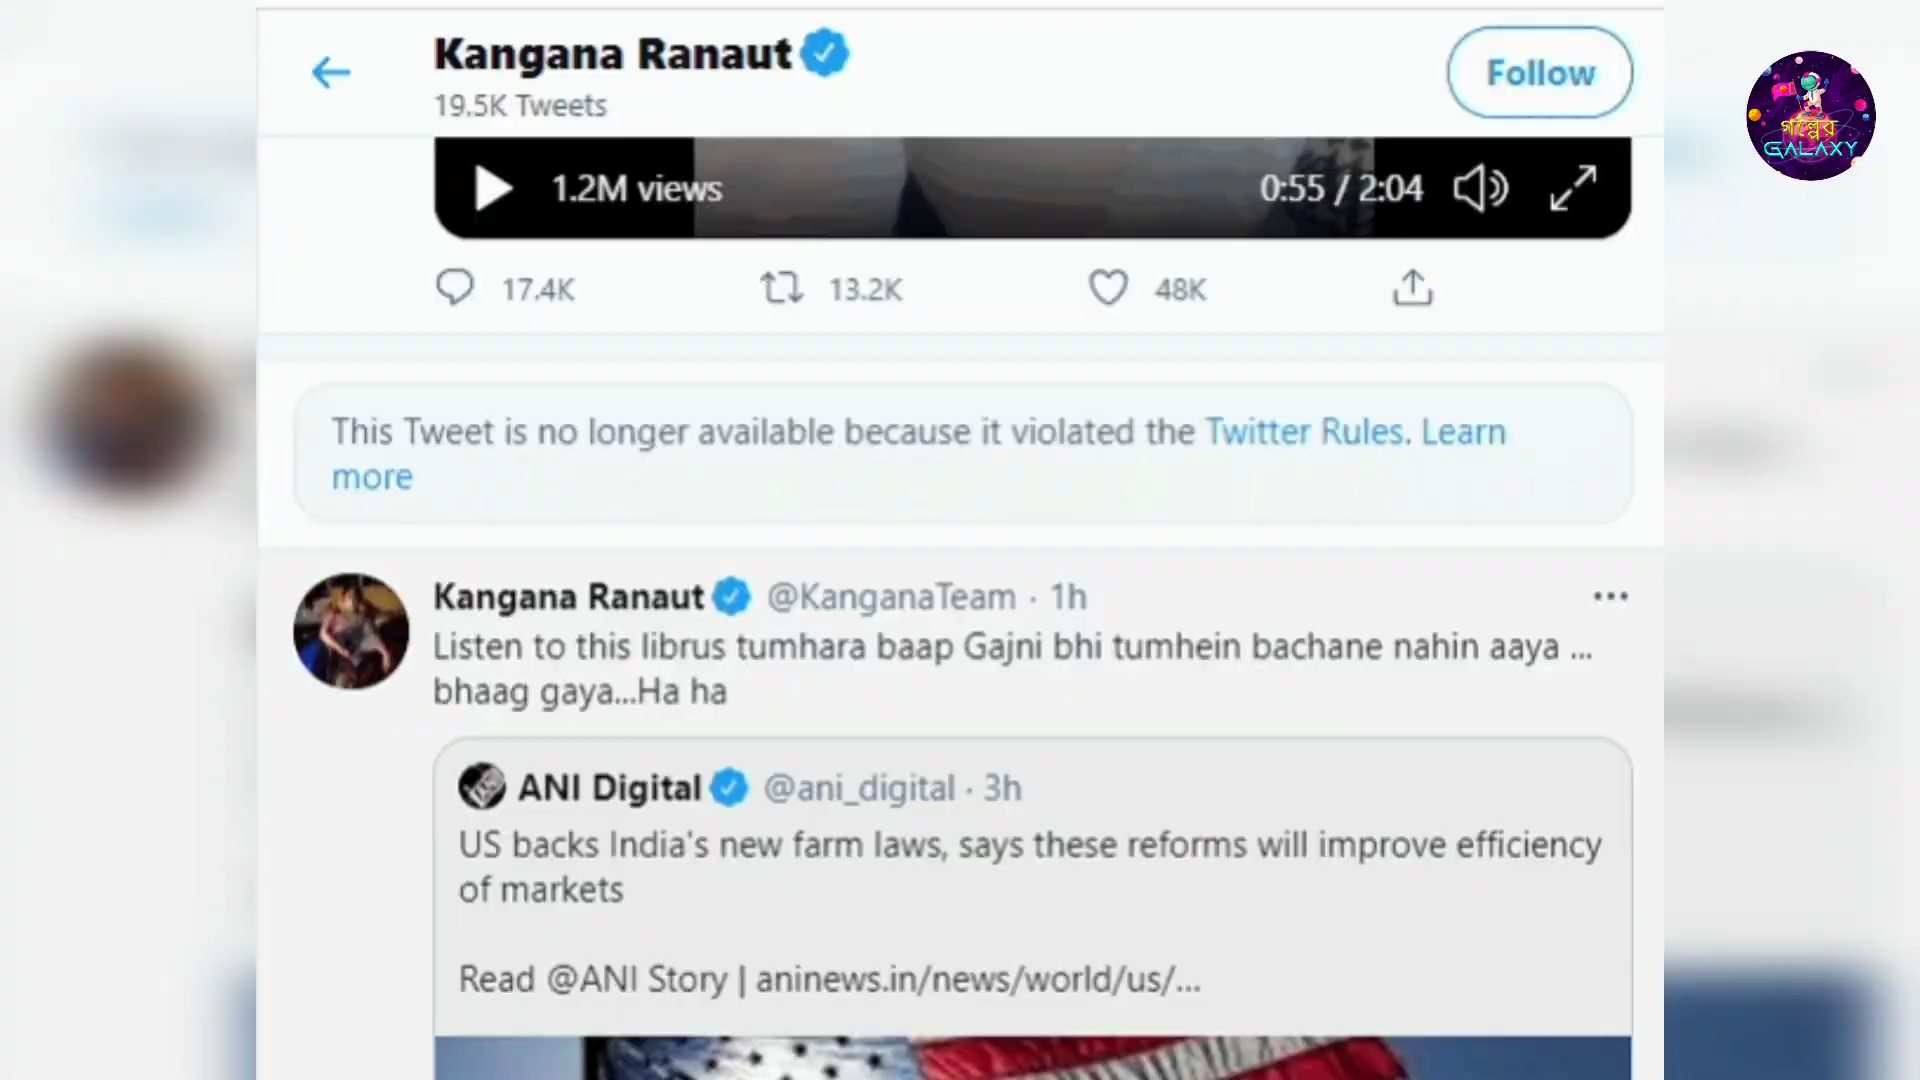 Kangana Ranaut
19.5K Tweets
Follow
গল্পের
GALAXY
1.2M views
0:55 / 2:04
17.4K
13.2K
48K
This Tweet is no longer available because it violated the Twitter Rules. Learn
more
Kangana Ranaut @KanganaTeam · 1h
Listen to this librus tumhara baap Gajni bhi tumhein bachane nahin aaya ...
bhaag gaya...Ha ha
ANI Digital @ani_digital · 3h
US backs India's new farm laws, says these reforms will improve efficiency
of markets
Read @ANI Story | aninews.in/news/world/us/...